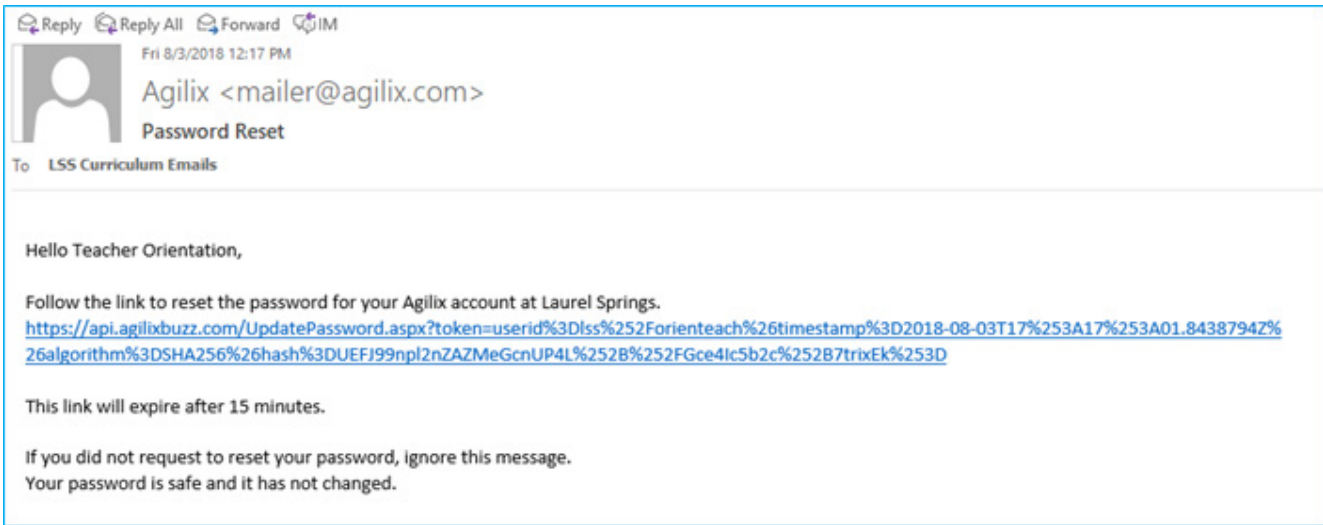 Reply Reply All Forward IM
Fri 8/3/2018 12:17 PM
Agilix <mailer@agilix.com>
Password Reset
To LSS Curriculum Emails
Hello Teacher Orientation,
Follow the link to reset the password for your Agilix account at Laurel Springs.
https://api.agilixbuzz.com/UpdatePassword.aspx?token=userid%3Dlss%252Forienteach%26timestamp%3D2018-08-03T17%253A17%253A01.8438794Z%
26algorithm%3DSHA256%26hash%3DUEFJ99npl2nZAZMeGcnUP4L%252B%252FGce4Ic5b2c%252B7trixEk%253D
This link will expire after 15 minutes.
If you did not request to reset your password, ignore this message.
Your password is safe and it has not changed.